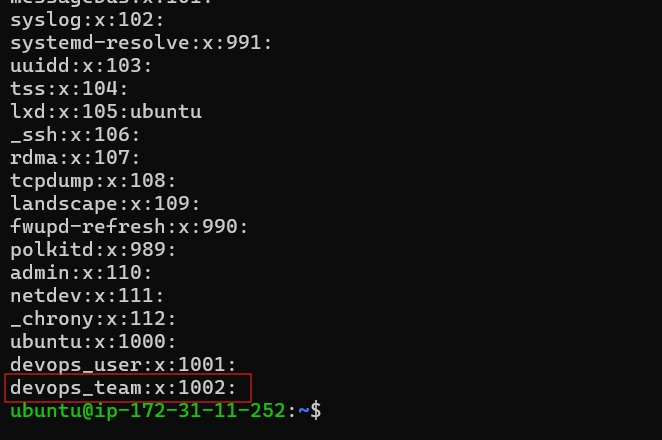 messagebus:x:101:
syslog:x:102:
systemd-resolve:x:991:
uuidd:x:103:
tss:x:104:
lxd:x:105:ubuntu
_ssh:x:106:
rdma:x:107:
tcpdump:x:108:
landscape:x:109:
fwupd-refresh:x:990:
polkitd:x:989:
admin:x:110:
netdev:x:111:
_chrony:x:112:
ubuntu:x:1000:
devops_user:x:1001:
devops_team:x:1002:
ubuntu@ip-172-31-11-252:~$